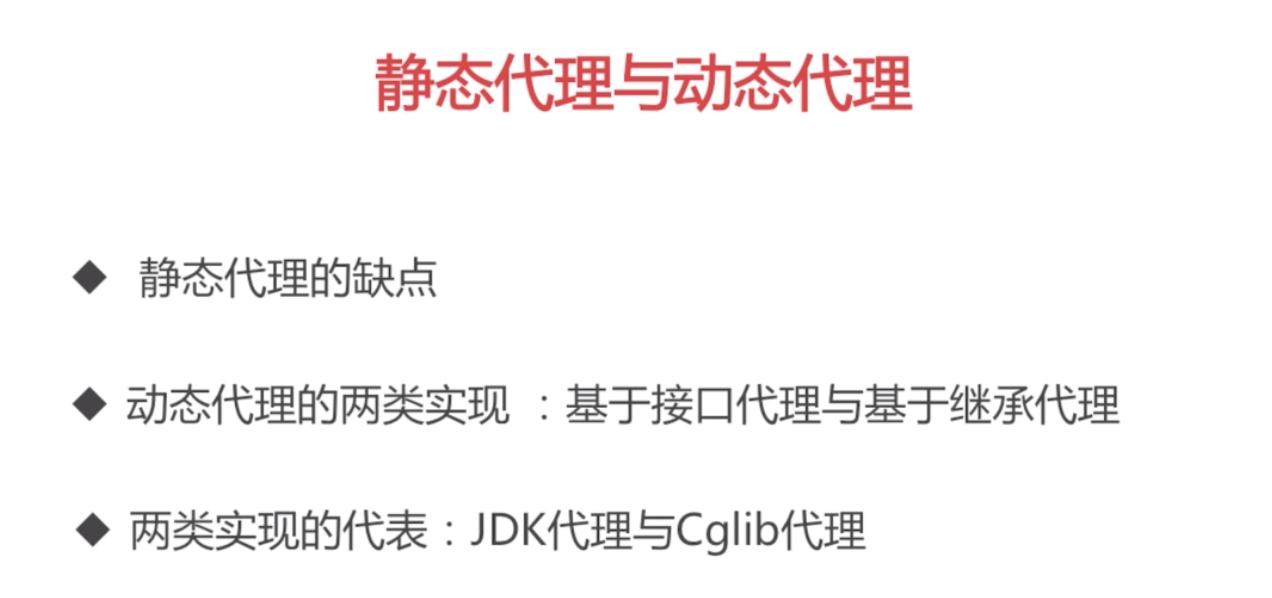 静态代理与动态代理
◆ 静态代理的缺点
◆ 动态代理的两类实现 ：基于接口代理与基于继承代理
◆ 两类实现的代表：JDK代理与Cglib代理